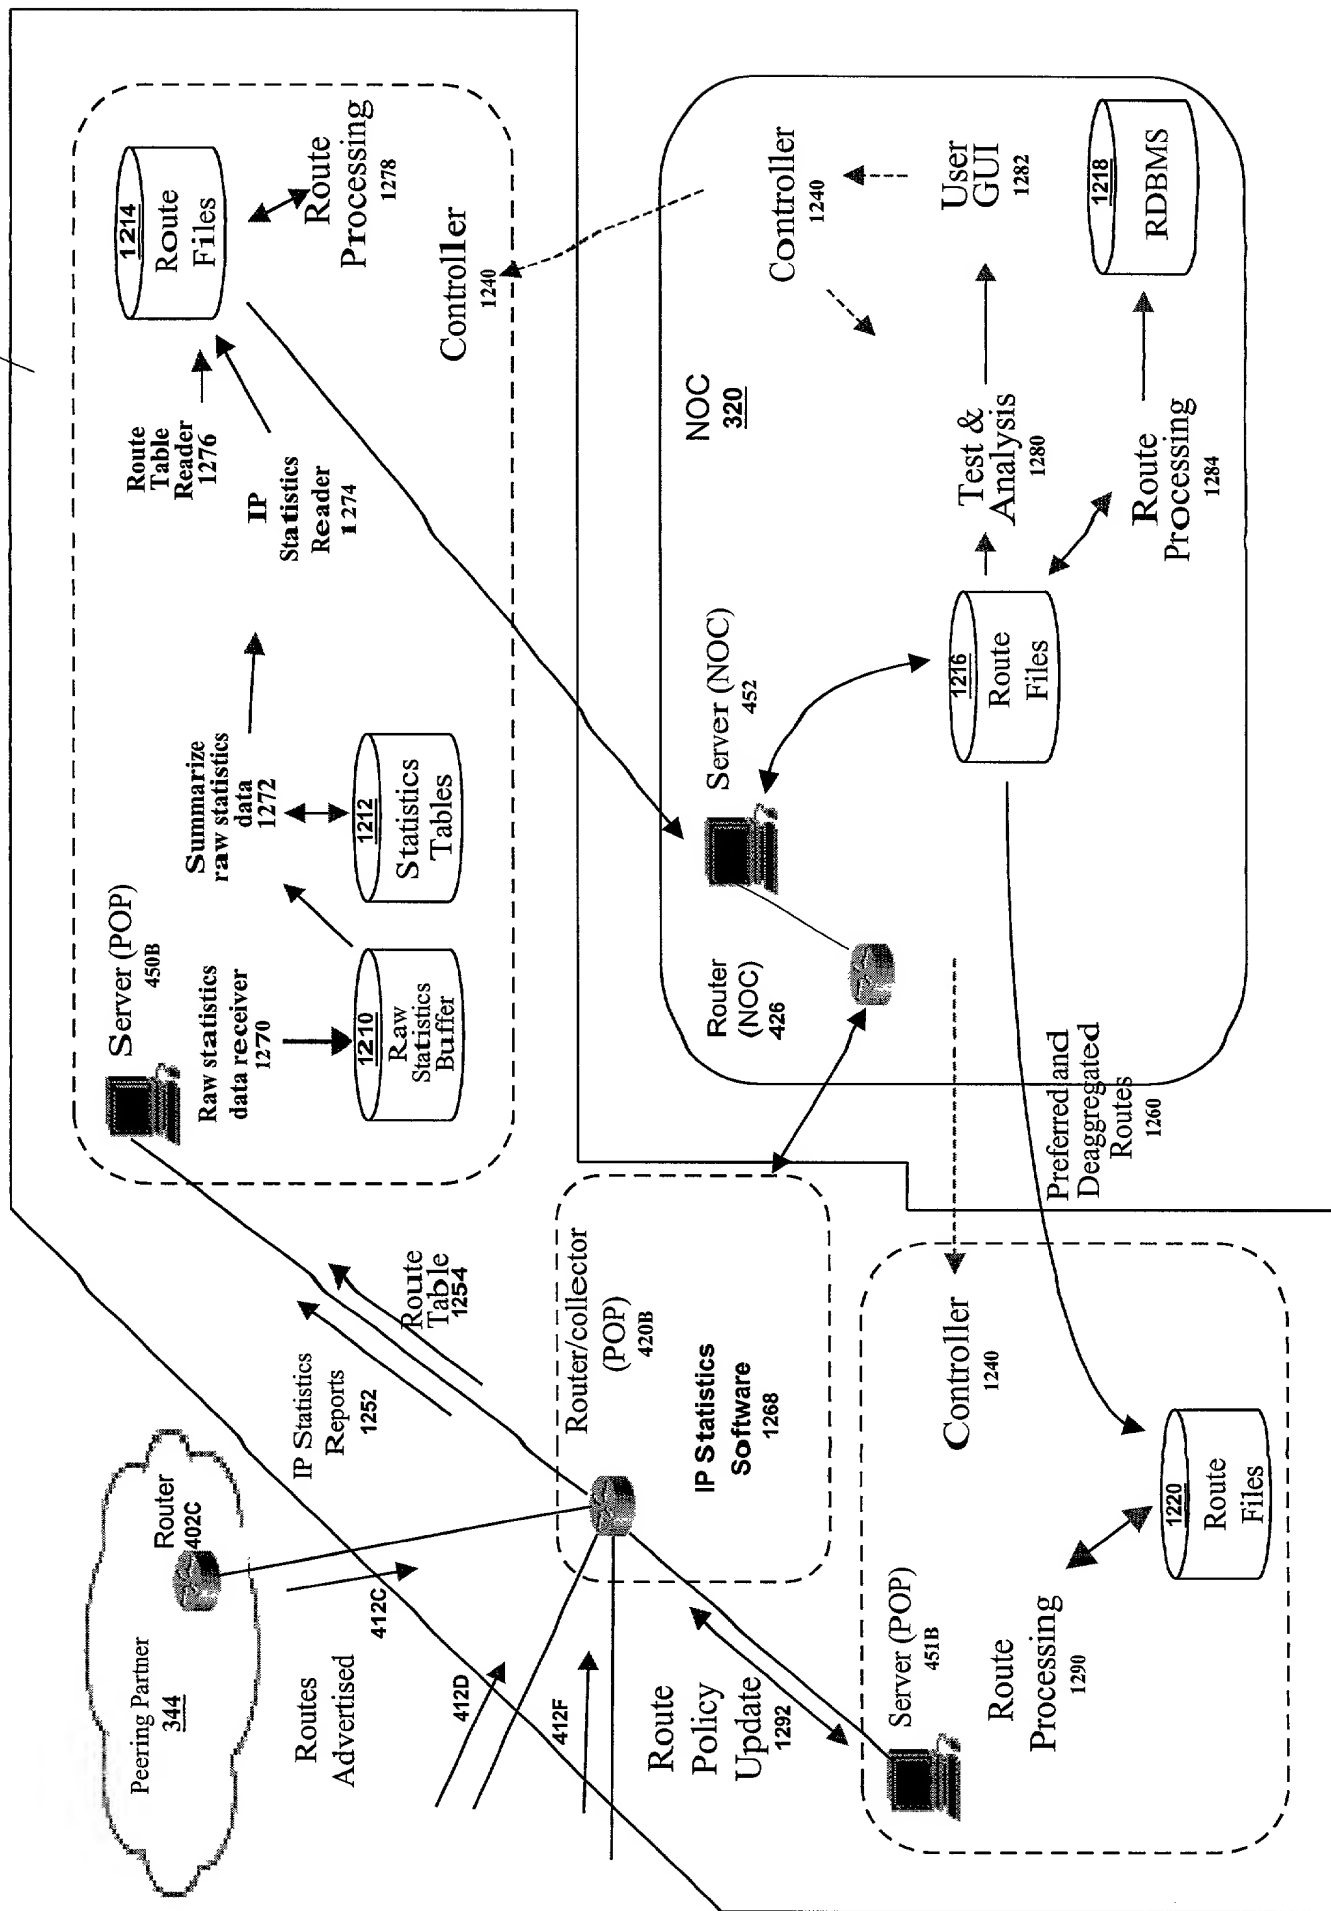 Peering Partner
344
Router
402C
Routes
Advertised
412C
412D
412F
IP Statistics
Reports
1252
Route
Table
1254
Server (POP)
450B
Raw statistics
data receiver
1270
1210
Raw
Statistics
Buffer
Summarize
raw statistics
data
1272
1212
Statistics
Tables
IP
Statistics
Reader
1274
Route
Table
Reader
1276
1214
Route
Files
Route
Processing
1278
Controller
1240
Router/collector
(POP)
420B
IP Statistics
Software
1268
Route
Policy
Update
1292
Server (POP)
451B
Route
Processing
1290
1220
Route
Files
Controller
1240
Preferred and
Deaggregated
Routes
1260
NOC
320
Router
(NOC)
426
Server (NOC)
452
1216
Route
Files
Test &
Analysis
1280
Route
Processing
1284
Controller
1240
User
GUI
1282
1218
RDBMS